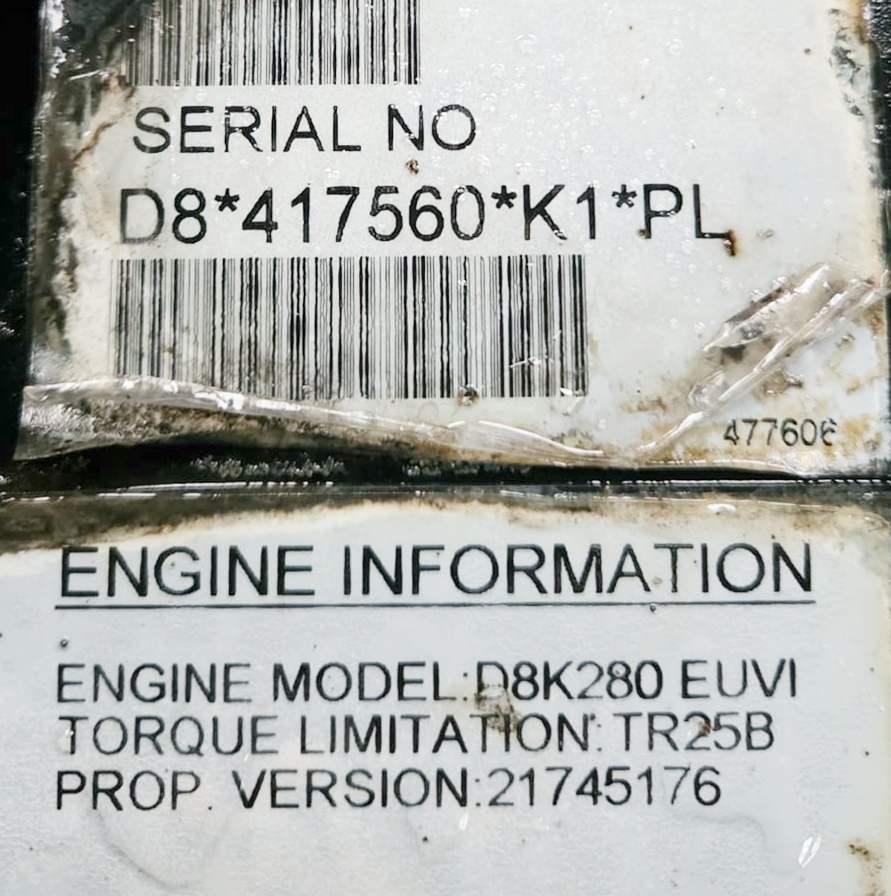 SERIAL NO
D8*417560*K1*PL
477606
ENGINE INFORMATION
ENGINE MODEL:D8K280 EUVI
TORQUE LIMITATION: TR25B
PROP. VERSION:21745176